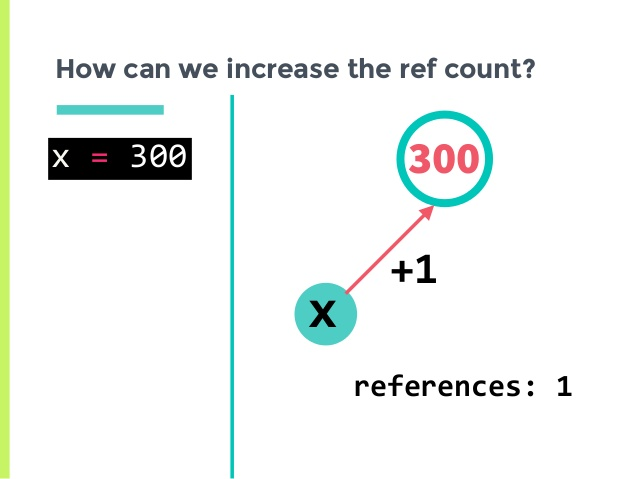 How can we increase the ref count?
x = 300
300
+1
x
references: 1